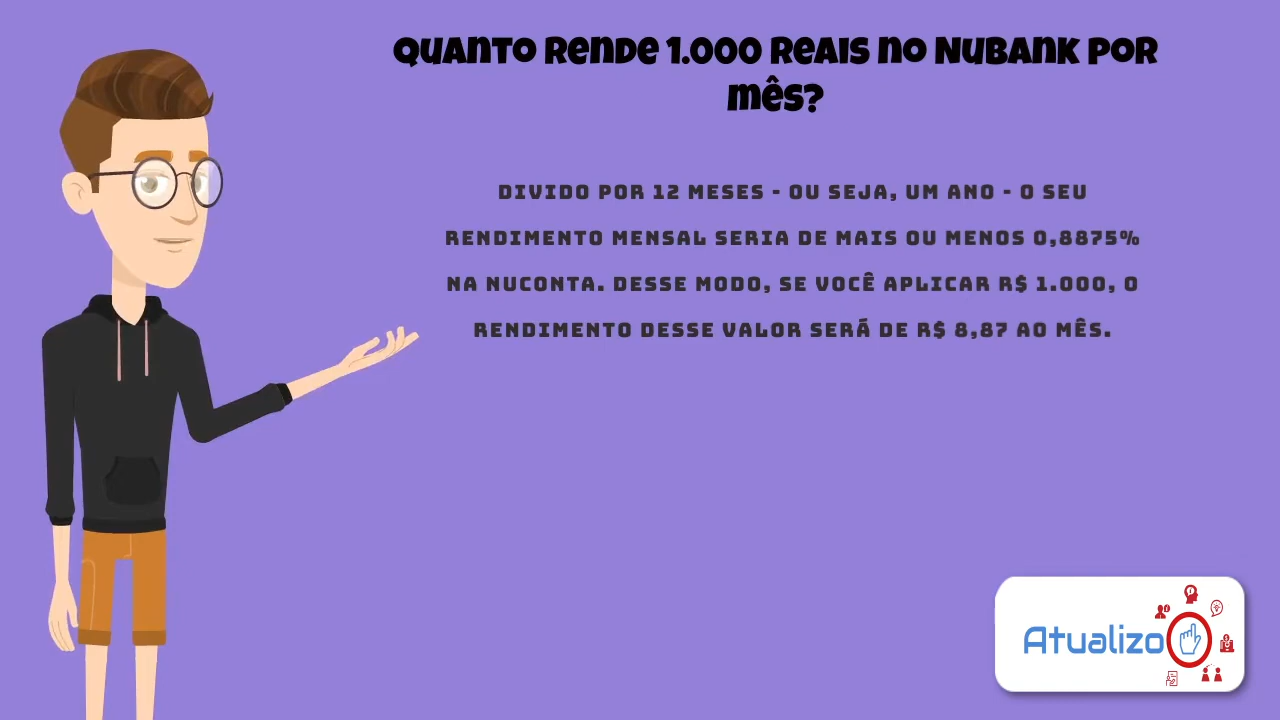 Quanto Rende 1.000 Reais no Nubank por
mês?
DIVIDO POR 12 MESES - OU SEJA, UM ANO - O SEU
RENDIMENTO MENSAL SERIA DE MAIS OU MENOS 0,8875%
NA NUCONTA. DESSE MODO, SE VOCÊ APLICAR R$ 1.000, O
RENDIMENTO DESSE VALOR SERÁ DE R$ 8,87 AO MÊS.
Atualizo